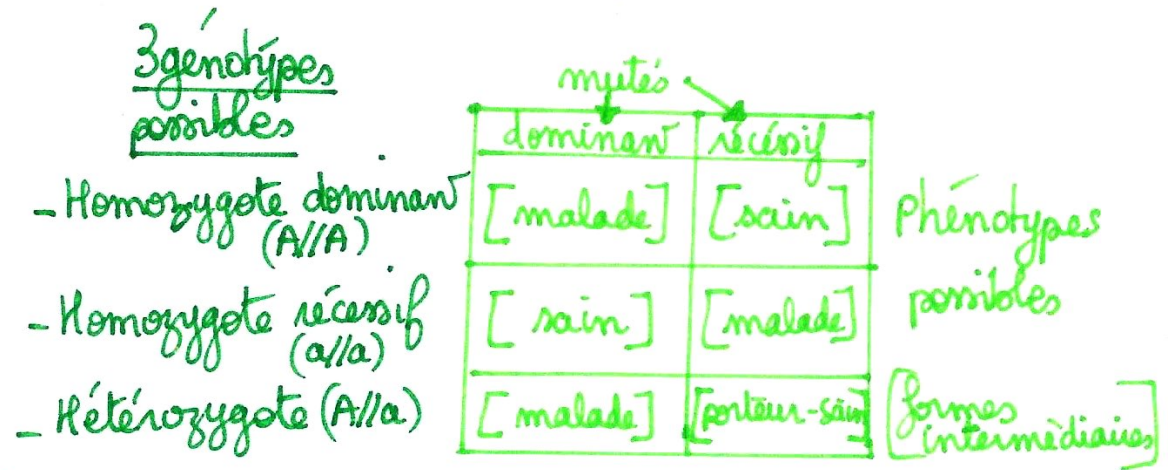 3 génotypes
possibles
mutés
dominant récessif
- Homozygote dominant
(A//A)
[malade] [sain]
Phénotypes
possibles
- Homozygote récessif
(a//a)
[sain] [malade]
- Hétérozygote (A//a) [malade] [porteur-sain]
[formes
intermédiaires]